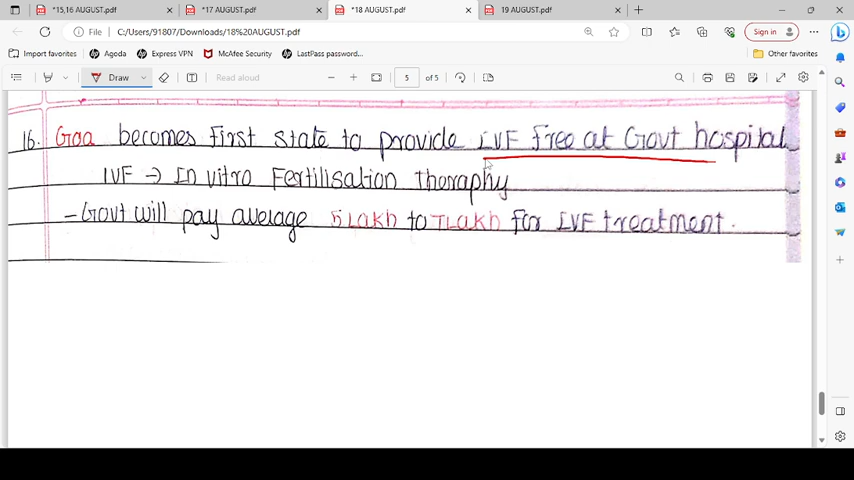 *15,16 AUGUST.pdf
*17 AUGUST.pdf
*18 AUGUST.pdf
19 AUGUST.pdf
Sign in
File C:/Users/91807/Downloads/18%20AUGUST.pdf
Import favorites Agoda Express VPN McAfee Security LastPass password... Other favorites
Draw Read aloud 5 of 5
16. Goa becomes First State to provide IVF free at Govt hospital
IVF → In vitro Fertilisation Theraphy
- Govt will pay average 5 Lakh to 7 Lakh for IVF treatment.